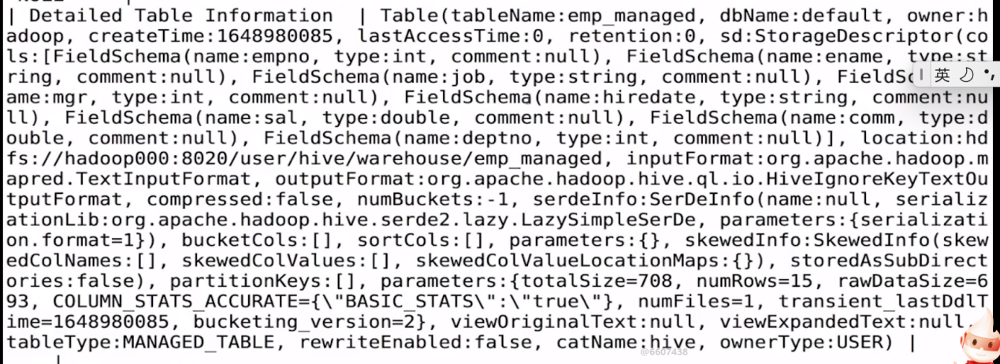 | Detailed Table Information  | Table(tableName:emp_managed, dbName:default, owner:h
adoop, createTime:1648980085, lastAccessTime:0, retention:0, sd:StorageDescriptor(co
ls:[FieldSchema(name:empno, type:int, comment:null), FieldSchema(name:ename, type:st
ring, comment:null), FieldSchema(name:job, type:string, comment:null), FieldSc
英
ame:mgr, type:int, comment:null), FieldSchema(name:hiredate, type:string, comment:nu
ll), FieldSchema(name:sal, type:double, comment:null), FieldSchema(name:comm, type:d
ouble, comment:null), FieldSchema(name:deptno, type:int, comment:null)], location:hd
fs://hadoop000:8020/user/hive/warehouse/emp_managed, inputFormat:org.apache.hadoop.m
apred.TextInputFormat, outputFormat:org.apache.hadoop.hive.ql.io.HiveIgnoreKeyTextOu
tputFormat, compressed:false, numBuckets:-1, serdeInfo:SerDeInfo(name:null, serializ
ationLib:org.apache.hadoop.hive.serde2.lazy.LazySimpleSerDe, parameters:{serializati
on.format=1}), bucketCols:[], sortCols:[], parameters:{}, skewedInfo:SkewedInfo(skew
edColNames:[], skewedColValues:[], skewedColValueLocationMaps:{}), storedAsSubDirect
ories:false), partitionKeys:[], parameters:{totalSize=708, numRows=15, rawDataSize=6
93, COLUMN_STATS_ACCURATE={\"BASIC_STATS\":\"true\"}, numFiles=1, transient_lastDdlT
ime=1648980085, bucketing_version=2}, viewOriginalText:null, viewExpandedText:null,
tableType:MANAGED_TABLE, rewriteEnabled:false, catName:hive, ownerType:USER) |
@6607438
|